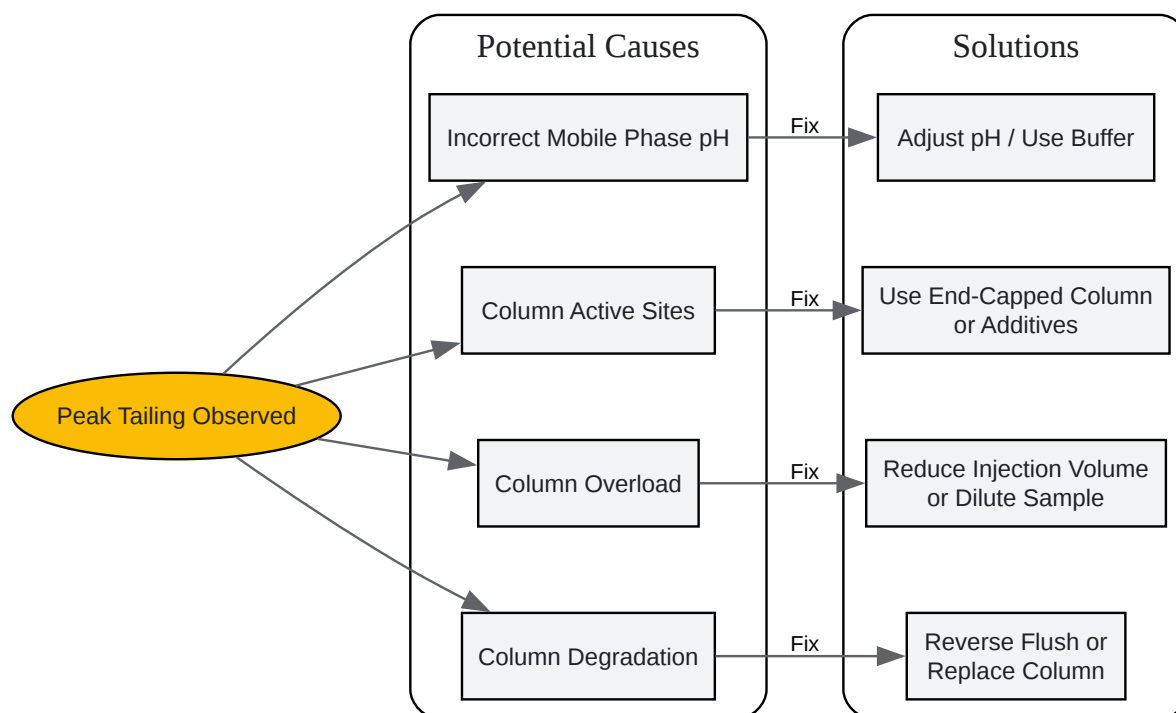 Potential Causes
Solutions
Incorrect Mobile Phase pH
Fix
Adjust pH / Use Buffer
Column Active Sites
Fix
Use End-Capped Column
or Additives
Peak Tailing Observed
Column Overload
Fix
Reduce Injection Volume
or Dilute Sample
Column Degradation
Fix
Reverse Flush or
Replace Column